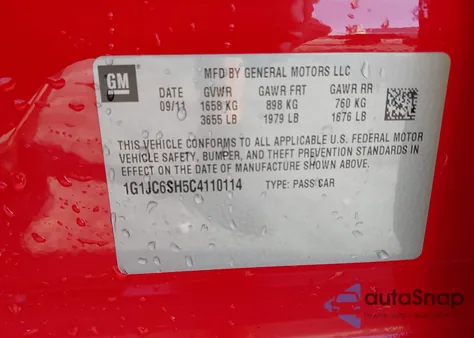 GM
MFD BY GENERAL MOTORS LLC
DATE GVWR GAWR FRT GAWR RR
09/11 1658 KG 898 KG 760 KG
3655 LB 1979 LB 1676 LB
THIS VEHICLE CONFORMS TO ALL APPLICABLE U.S. FEDERAL MOTOR
VEHICLE SAFETY, BUMPER, AND THEFT PREVENTION STANDARDS IN
EFFECT ON THE DATE OF MANUFACTURE SHOWN ABOVE.
1G1JC6SH5C4110114 TYPE: PASS CAR
autoSnap